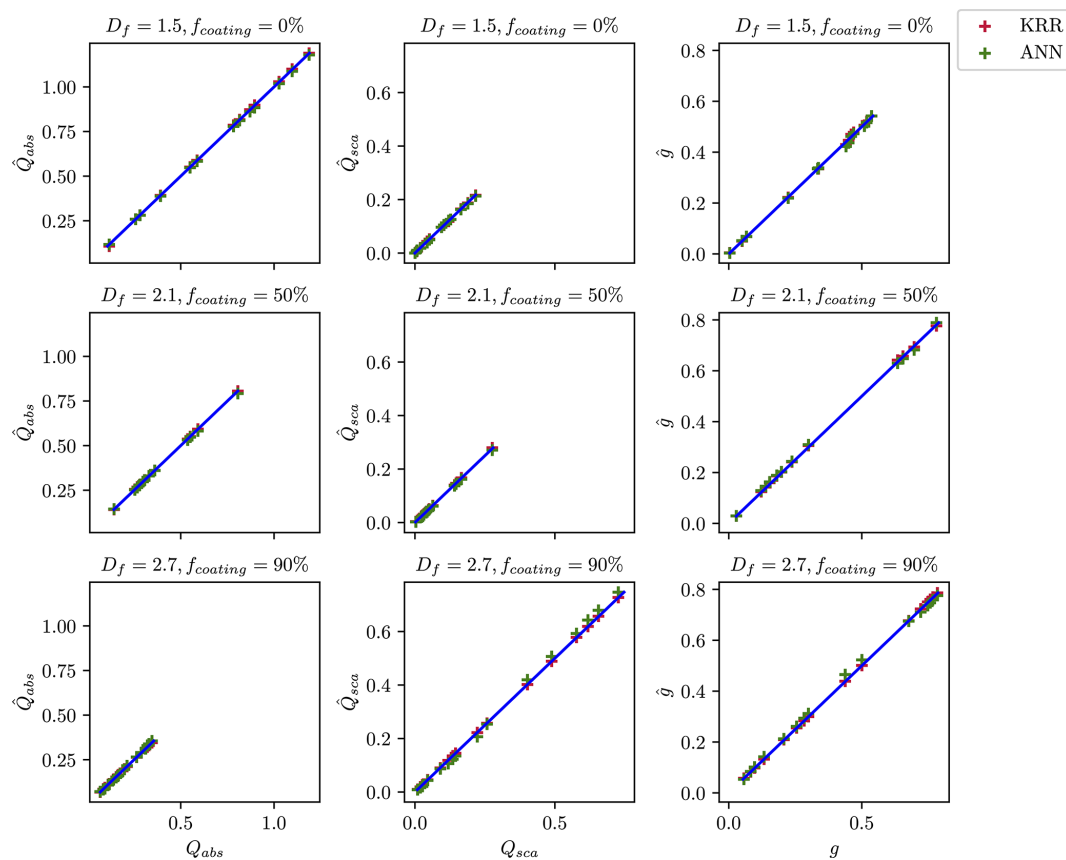 D_f = 1.5, f_coating = 0% D_f = 1.5, f_coating = 0% D_f = 1.5, f_coating = 0%
KRR
ANN
1.00
0.75
0.50
0.25
Q̂_abs
0.5 1.0
0.6
0.4
0.2
0.0
Q̂_sca
0.8
0.6
0.4
0.2
0.0
ĝ
D_f = 2.1, f_coating = 50% D_f = 2.1, f_coating = 50% D_f = 2.1, f_coating = 50%
1.00
0.75
0.50
0.25
Q̂_abs
0.6
0.4
0.2
0.0
Q̂_sca
0.8
0.6
0.4
0.2
0.0
ĝ
D_f = 2.7, f_coating = 90% D_f = 2.7, f_coating = 90% D_f = 2.7, f_coating = 90%
1.00
0.75
0.50
0.25
Q̂_abs
0.6
0.4
0.2
0.0
Q̂_sca
0.8
0.6
0.4
0.2
0.0
ĝ
0.5 1.0 0.0 0.5 0.0 0.5
Q_abs Q_sca g